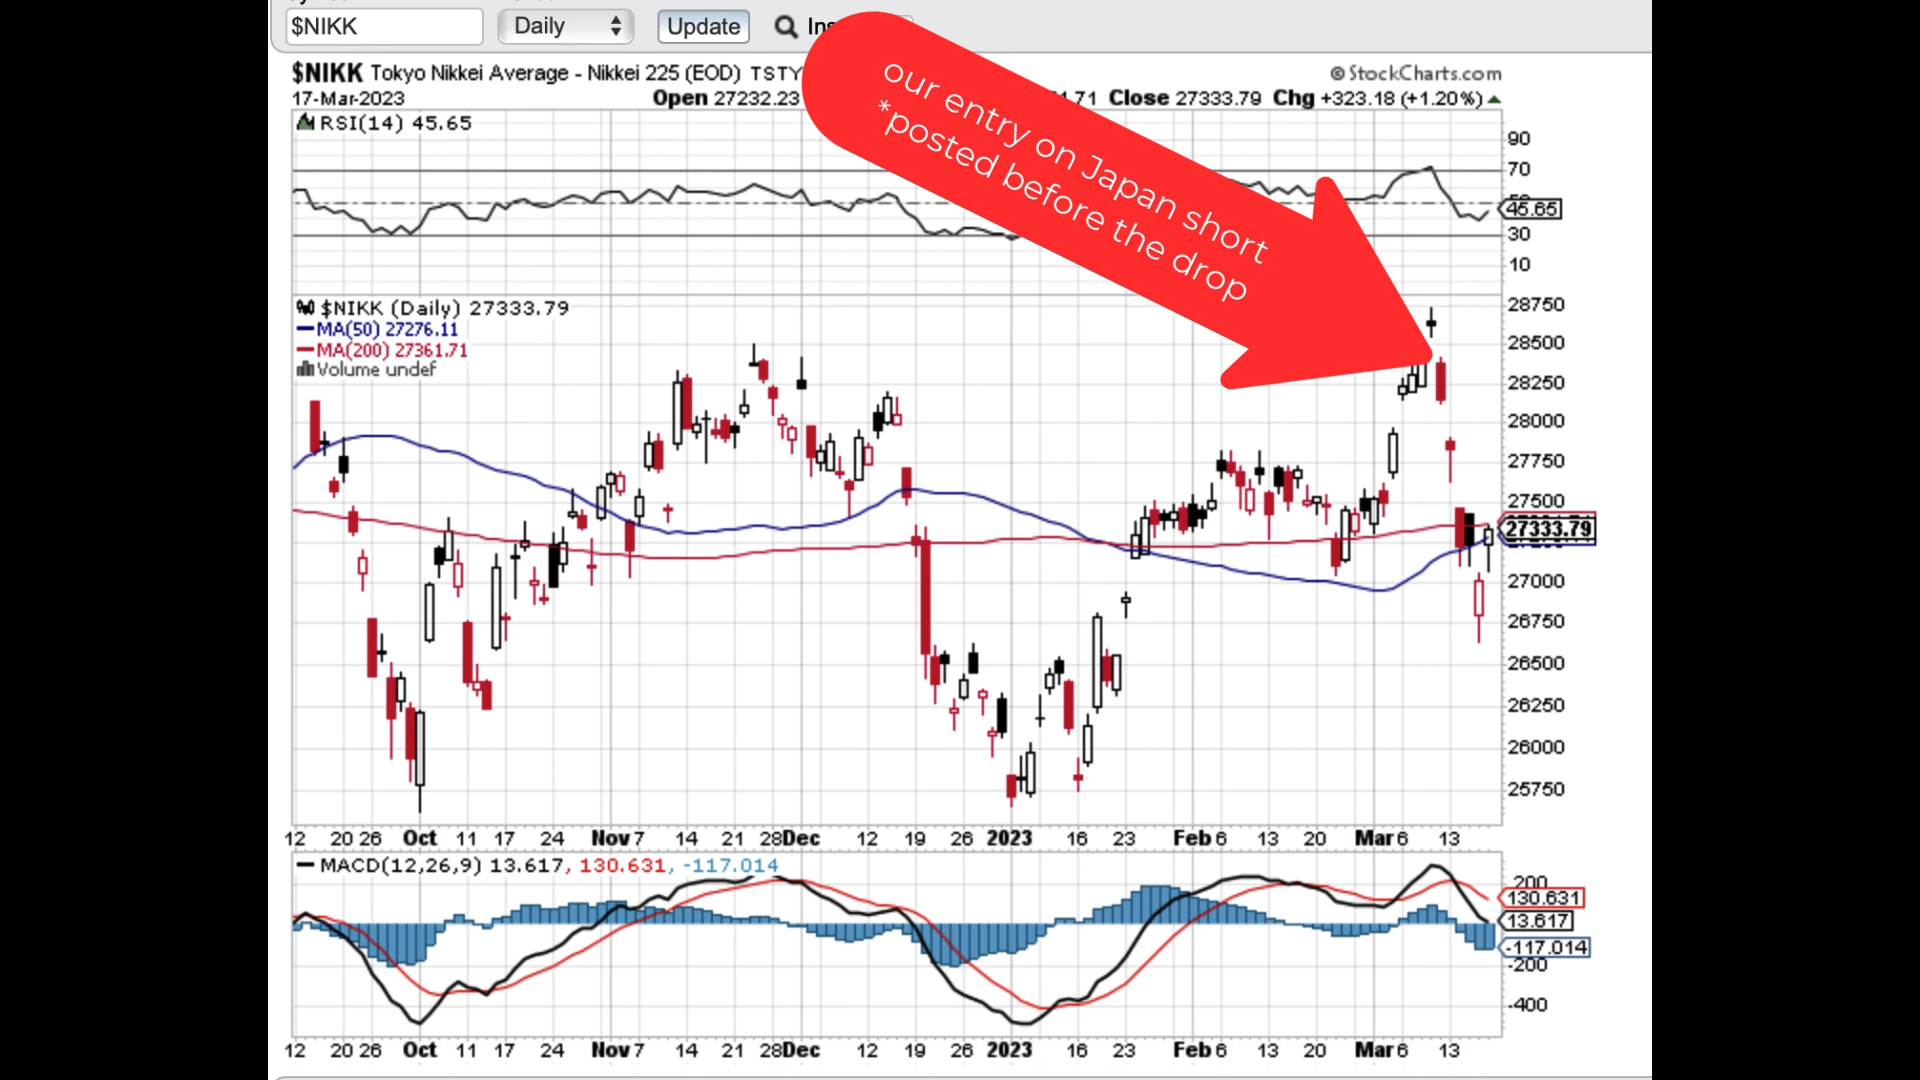 $NIKK Daily Update
$NIKK Tokyo Nikkei Average - Nikkei 225 (EOD) TSTY
© StockCharts.com
17-Mar-2023 Open 27232.23 Close 27333.79 Chg +323.18 (+1.20%)
our entry on Japan short
*posted before the drop
RSI(14) 45.65
90
70
45.65
30
10
$NIKK (Daily) 27333.79
MA(50) 27276.11
MA(200) 27361.71
Volume undef
28750
28500
28250
28000
27750
27500
27333.79
27000
26750
26500
26250
26000
25750
12 20 26 Oct 11 17 24 Nov 7 14 21 28 Dec 12 19 26 2023 16 23 Feb 6 13 20 Mar 6 13
MACD(12,26,9) 13.617, 130.631, -117.014
200
130.631
13.617
-117.014
-200
-400
12 20 26 Oct 11 17 24 Nov 7 14 21 28 Dec 12 19 26 2023 16 23 Feb 6 13 20 Mar 6 13